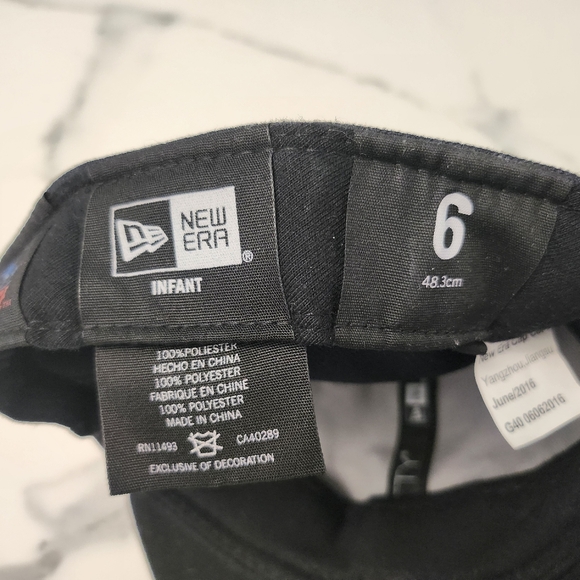 NEW
ERA
®
INFANT
6
48.3cm
100%POLIESTER
HECHO EN CHINA
100% POLYESTER
FABRIQUE EN CHINE
100% POLYESTER
MADE IN CHINA
RN11493 CA40289
EXCLUSIVE OF DECORATION
Yangzhou,Jiangsu
June/2016
G40 06062016